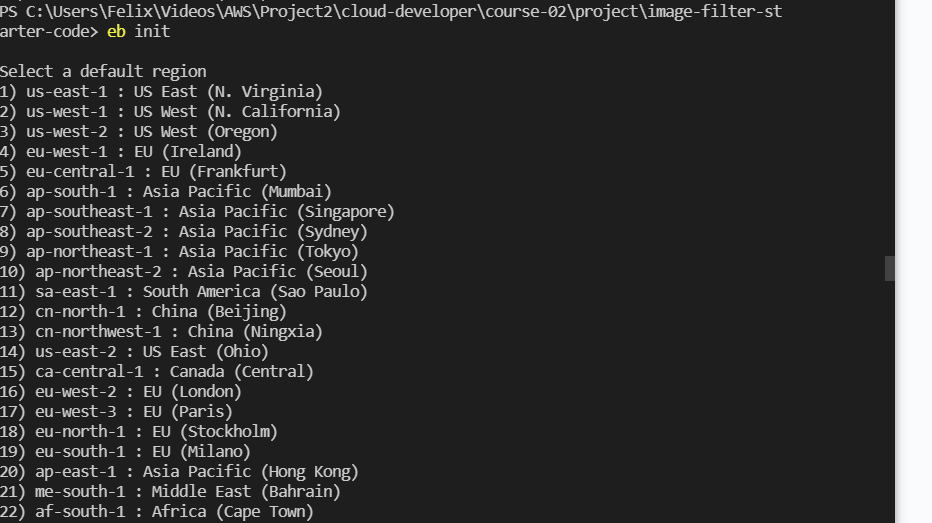 PS C:\Users\Felix\Videos\AWS\Project2\cloud-developer\course-02\project\image-filter-st
arter-code> eb init
Select a default region
1) us-east-1 : US East (N. Virginia)
2) us-west-1 : US West (N. California)
3) us-west-2 : US West (Oregon)
4) eu-west-1 : EU (Ireland)
5) eu-central-1 : EU (Frankfurt)
6) ap-south-1 : Asia Pacific (Mumbai)
7) ap-southeast-1 : Asia Pacific (Singapore)
8) ap-southeast-2 : Asia Pacific (Sydney)
9) ap-northeast-1 : Asia Pacific (Tokyo)
10) ap-northeast-2 : Asia Pacific (Seoul)
11) sa-east-1 : South America (Sao Paulo)
12) cn-north-1 : China (Beijing)
13) cn-northwest-1 : China (Ningxia)
14) us-east-2 : US East (Ohio)
15) ca-central-1 : Canada (Central)
16) eu-west-2 : EU (London)
17) eu-west-3 : EU (Paris)
18) eu-north-1 : EU (Stockholm)
19) eu-south-1 : EU (Milano)
20) ap-east-1 : Asia Pacific (Hong Kong)
21) me-south-1 : Middle East (Bahrain)
22) af-south-1 : Africa (Cape Town)